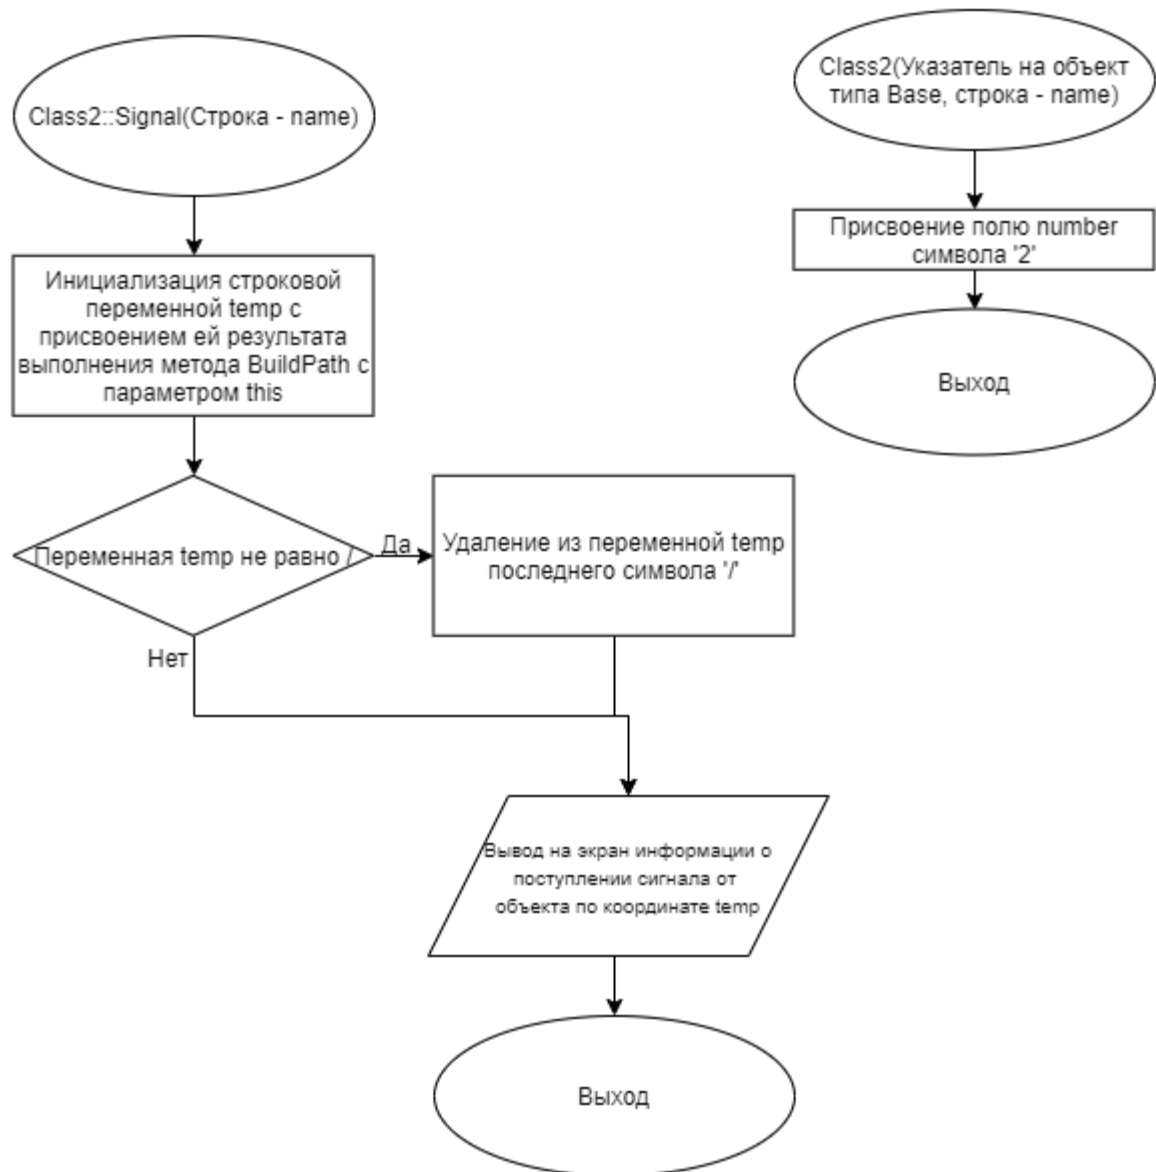 Class2::Signal(Строка - name)
Инициализация строковой
переменной temp с
присвоением ей результата
выполнения метода BuildPath с
параметром this
Переменная temp не равно /
Да
Удаление из переменной temp
последнего символа '/'
Нет
Вывод на экран информации о
поступлении сигнала от
объекта по координате temp
Выход
Class2(Указатель на объект
типа Base, строка - name)
Присвоение полю number
символа '2'
Выход